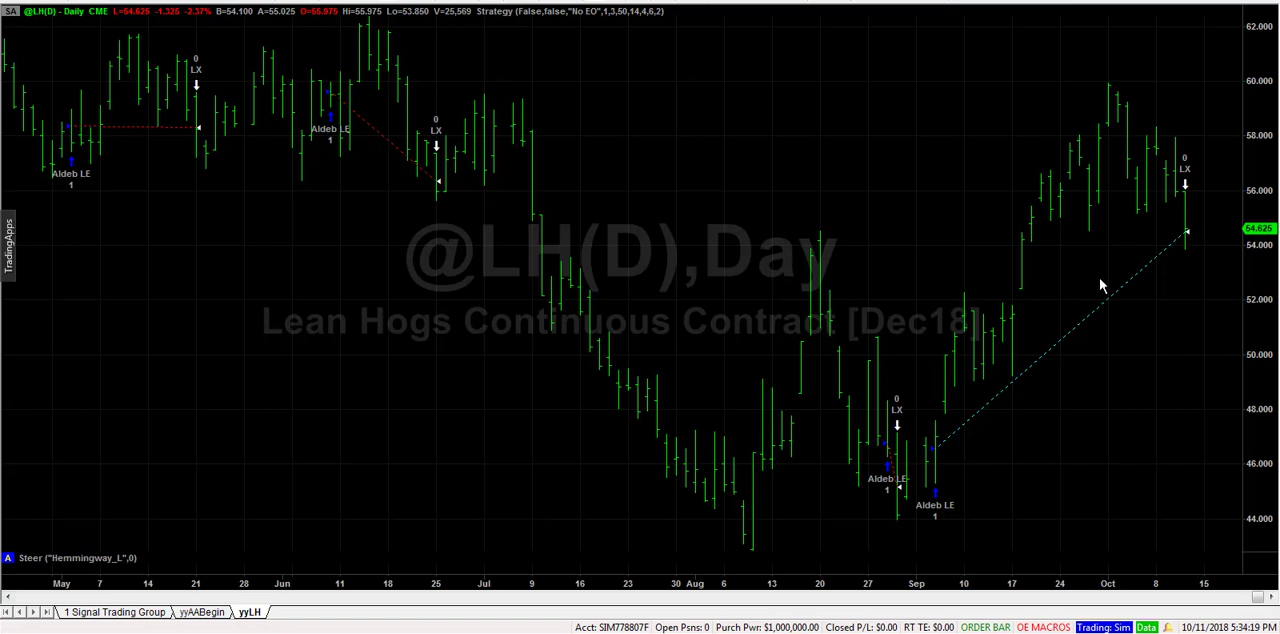 SA @LH(D) - Daily CME L=54.625 -1.325 -2.37% B=54.100 A=55.025 O=55.975 Hi=55.975 Lo=53.850 V=25,569 Strategy (False,false,"No EO",1,3,50,14,4,6,2)
62.000
60.000
58.000
56.000
54.625
54.000
52.000
50.000
48.000
46.000
44.000
0
LX
Aldeb LE
1
Aldeb LE
1
0
LX
0
LX
Aldeb LE
1
Aldeb LE
1
0
LX
TradingApps
@LH(D),Day
Lean Hogs Continuous Contract [Dec18]
A Steer ("Hemmingway_L",0)
May 7 14 21 28 Jun 11 18 25 Jul 9 16 23 30 Aug 6 13 20 27 Sep 10 17 24 Oct 8 15
1 Signal Trading Group yyAABegin yyLH
Acct: SIM778807F Open Psns: 0 Purch Pwr: $1,000,000.00 Closed P/L: $0.00 RT TE: $0.00 ORDER BAR OE MACROS Trading: Sim Data 10/11/2018 5:34:19 PM